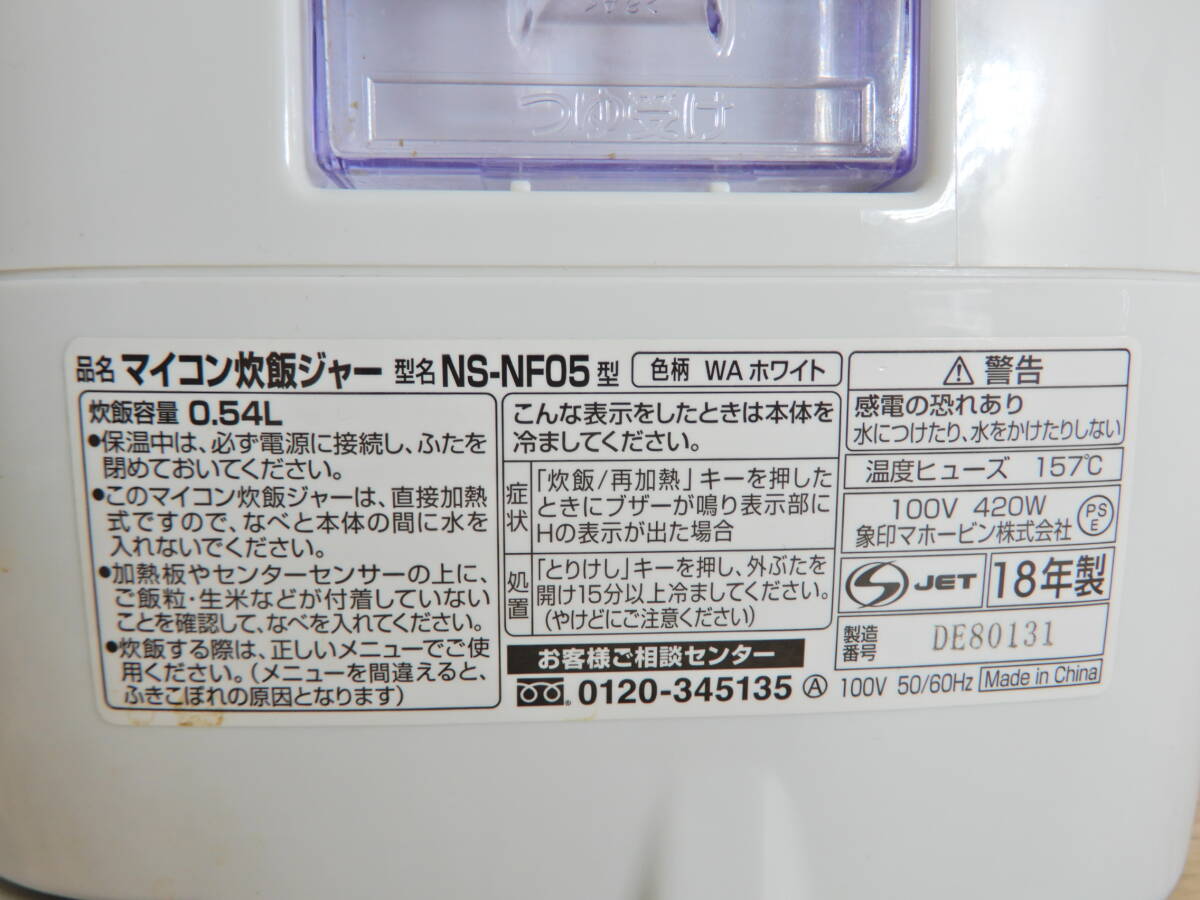 つゆ受け
品名 マイコン炊飯ジャー 型名 NS-NF05型 色柄 WA ホワイト
炊飯容量 0.54L
●保温中は、必ず電源に接続し、ふたを
閉めておいてください。
●このマイコン炊飯ジャーは、直接加熱
式ですので、なべと本体の間に水を
入れないでください。
●加熱板やセンターセンサーの上に、
ご飯粒・生米などが付着していない
ことを確認して、なべを入れてください。
●炊飯する際は、正しいメニューでご使
用ください。(メニューを間違えると、
ふきこぼれの原因となります)
こんな表示をしたときは本体を
冷ましてください。
症状
「炊飯/再加熱」キーを押した
ときにブザーが鳴り表示部に
Hの表示が出た場合
処置
「とりけし」キーを押し、外ぶたを
開け15分以上冷ましてください。
(やけどにご注意ください)
お客様ご相談センター
0120-345135 Ⓐ 100V 50/60Hz Made in China
警告
感電の恐れあり
水につけたり、水をかけたりしない
温度ヒューズ 157℃
100V 420W
象印マホービン株式会社
PSE
JET 18年製
製造番号 DE80131